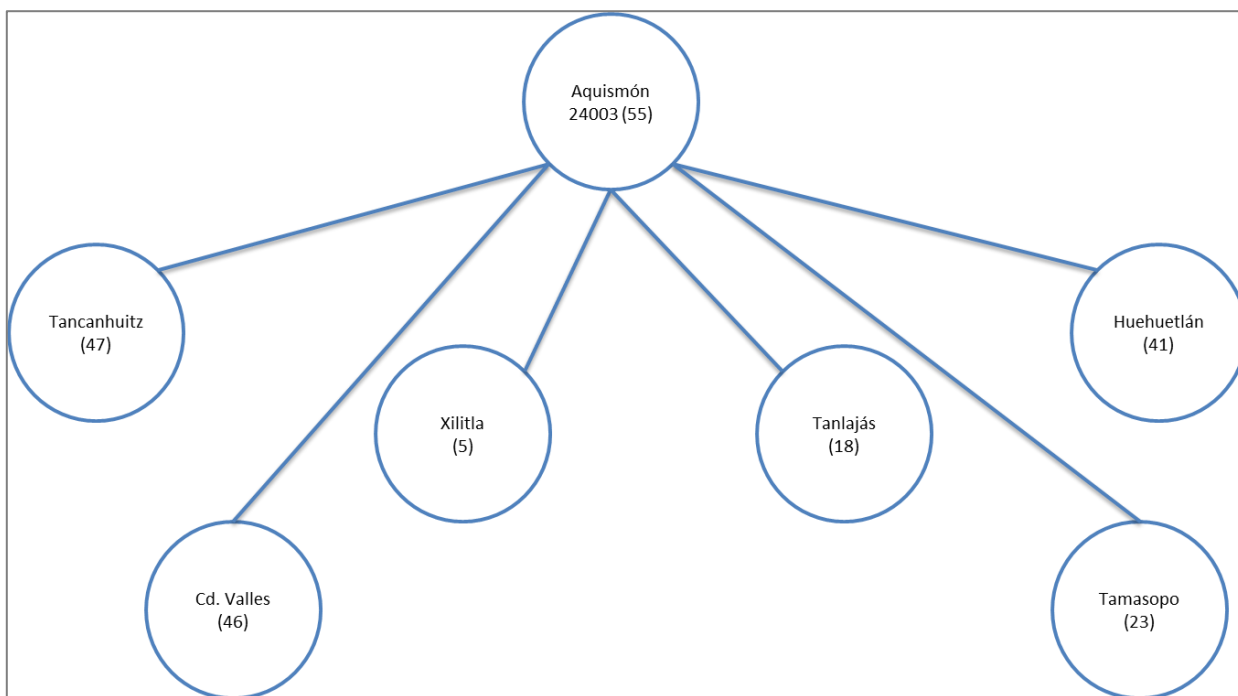 Aquismón
24003 (55)
Tancanhuitz
(47)
Huehuetlán
(41)
Xilitla
(5)
Tanlajás
(18)
Cd. Valles
(46)
Tamasopo
(23)